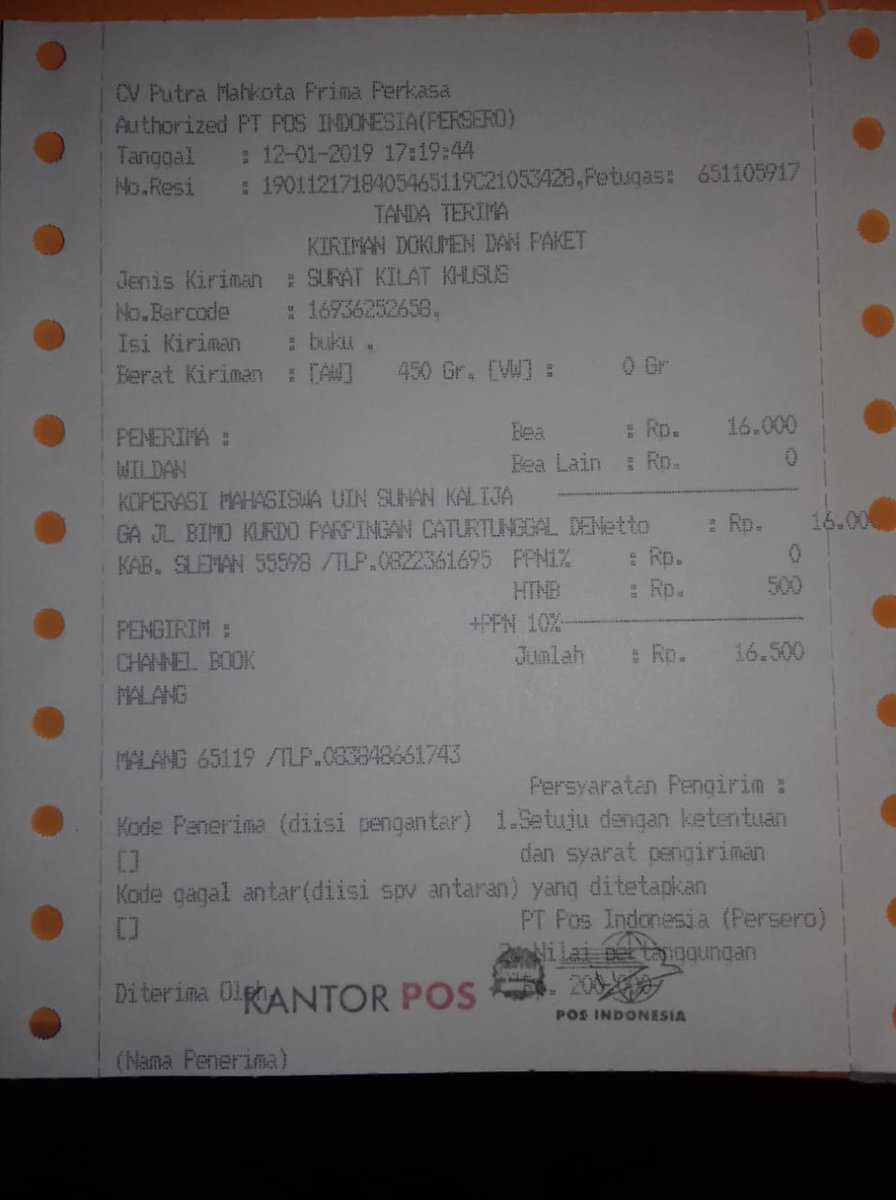 CV Putra Mahkota Prima Perkasa
Authorized PT POS INDONESIA(PERSERO)
Tanggal : 12-01-2019 17:19:44
No.Resi : 1901121718405465119C21053428,Petugas: 651105917
TANDA TERIMA
KIRIMAN DOKUMEN DAN PAKET
Jenis Kiriman : SURAT KILAT KHUSUS
No.Barcode : 16936252658,
Isi Kiriman : buku .
Berat Kiriman : [AW] 450 Gr, [VW] : 0 Gr
PENERIMA : Bea : Rp. 16.000
WILDAN Bea Lain : Rp. 0
KOPERASI MAHASISWA UIN SUNAN KALIJA
GA JL BIMO KURDO PARPINGAN CATURTUNGGAL DENetto : Rp. 16.00
KAB. SLEMAN 55598 /TLP.0822361695 PPN1% : Rp. 0
HTNB : Rp. 500
PENGIRIM : +PPN 10%
CHANNEL BOOK Jumlah : Rp. 16.500
MALANG
MALANG 65119 /TLP.083848661743
Persyaratan Pengirim :
Kode Penerima (diisi pengantar) 1.Setuju dengan ketentuan
[] dan syarat pengiriman
Kode gagal antar(diisi spv antaran) yang ditetapkan
[] PT Pos Indonesia (Persero)
Nilai pertanggungan
Diterima Oleh
KANTOR POS
POS INDONESIA
(Nama Penerima)